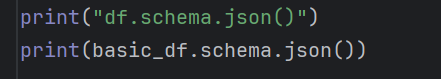 print("df.schema.json()")
print(basic_df.schema.json())